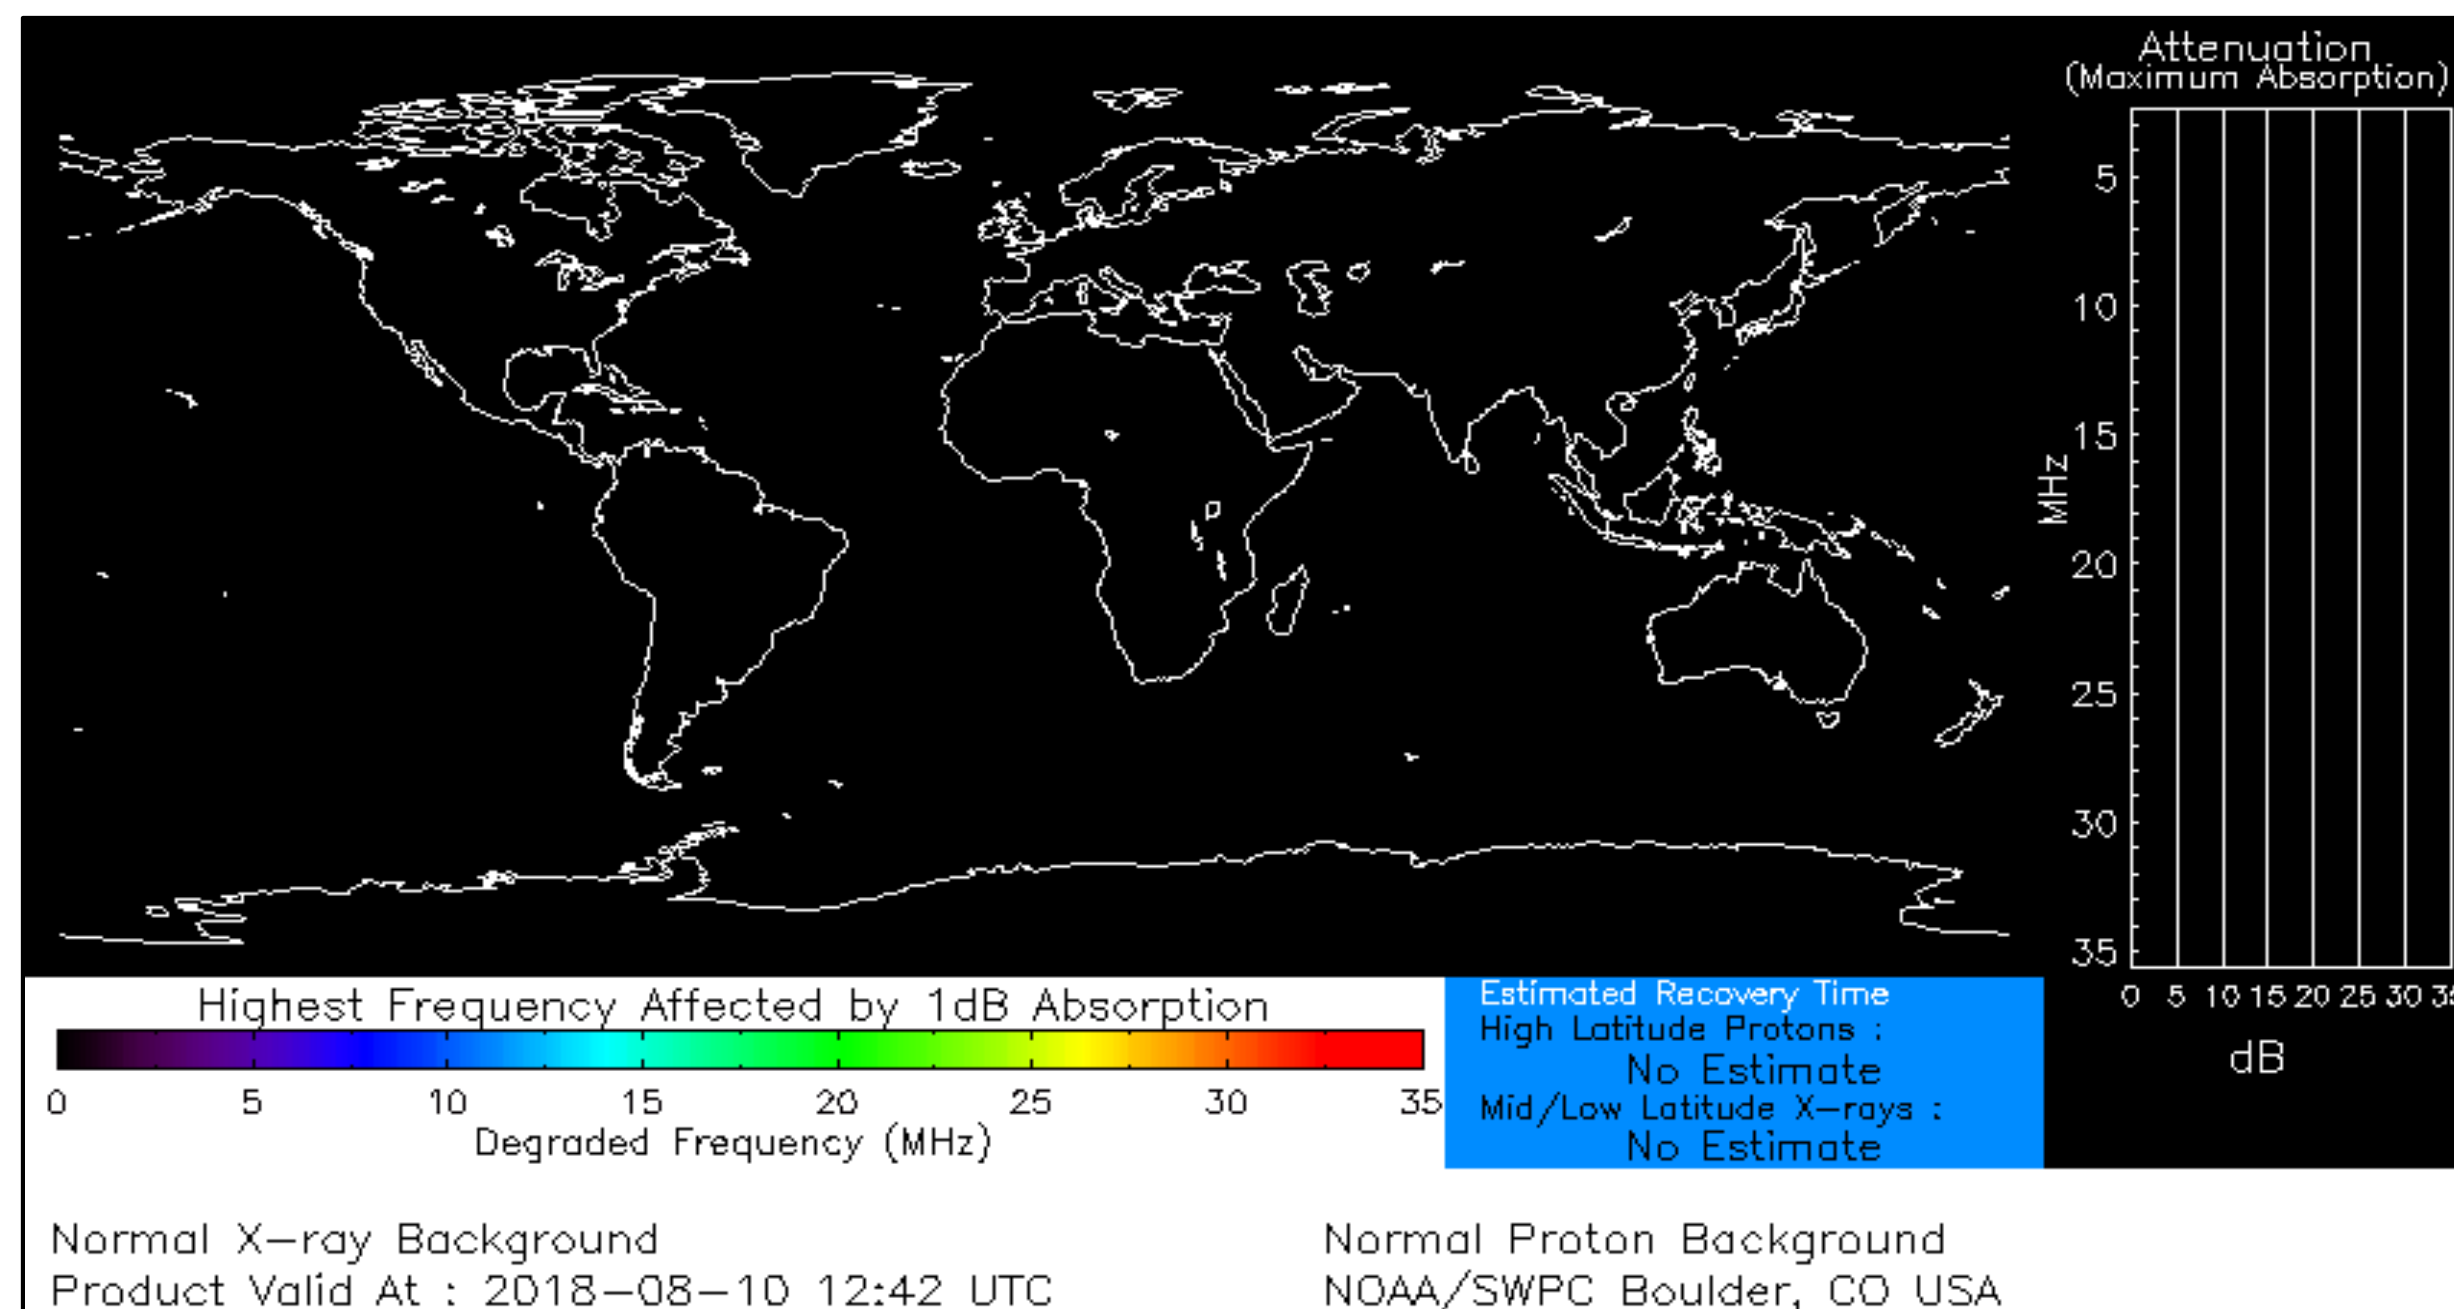 Attenuation
(Maximum Absorption)
5
10
15
20
25
30
35
MHz
0 5 10 15 20 25 30
dB
Highest Frequency Affected by 1dB Absorption
0 5 10 15 20 25 30 35
Degraded Frequency (MHz)
Estimated Recovery Time
High Latitude Protons :
No Estimate
Mid/Low Latitude X-rays :
No Estimate
Normal X-ray Background
Normal Proton Background
Product Valid At : 2018-08-10 12:42 UTC
NOAA/SWPC Boulder, CO USA